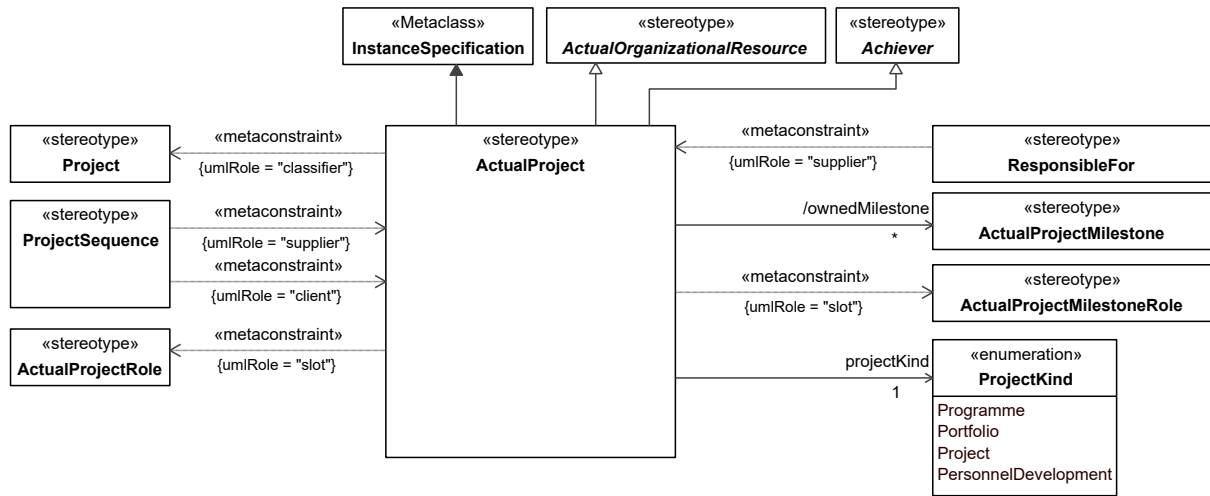 «Metaclass»
InstanceSpecification
«stereotype»
ActualOrganizationalResource
«stereotype»
Achiever
«stereotype»
Project
«metaconstraint»
{umlRole = "classifier"}
«stereotype»
ProjectSequence
«metaconstraint»
{umlRole = "supplier"}
«metaconstraint»
{umlRole = "client"}
«stereotype»
ActualProjectRole
«metaconstraint»
{umlRole = "slot"}
«stereotype»
ActualProject
«metaconstraint»
{umlRole = "supplier"}
«stereotype»
ResponsibleFor
/ownedMilestone
*
«stereotype»
ActualProjectMilestone
«metaconstraint»
{umlRole = "slot"}
«stereotype»
ActualProjectMilestoneRole
projectKind
1
«enumeration»
ProjectKind
Programme
Portfolio
Project
PersonnelDevelopment